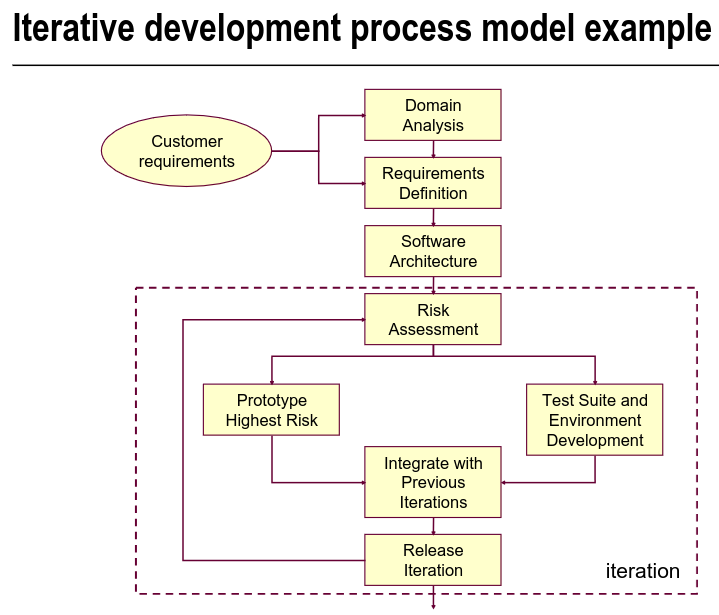 Iterative development process model example
Domain
Analysis
Customer
requirements
Requirements
Definition
Software
Architecture
Risk
Assessment
Prototype
Highest Risk
Test Suite and
Environment
Development
Integrate with
Previous
Iterations
Release
Iteration
iteration